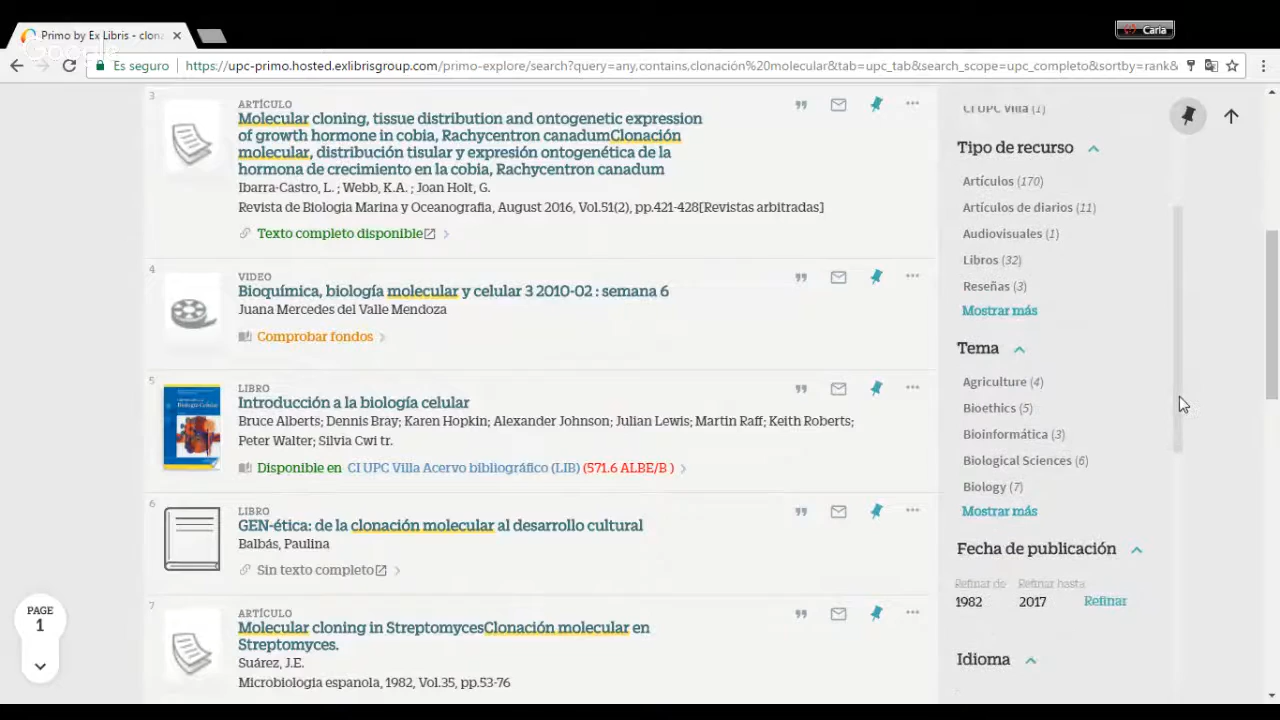 Primo by Ex Libris - clon
Carla
Es seguro
https://upc-primo.hosted.exlibrisgroup.com/primo-explore/search?query=any,contains,clonación%20molecular&tab=upc_tab&search_scope=upc_completo&sortby=rank&
3
ARTÍCULO
Molecular cloning, tissue distribution and ontogenetic expression
of growth hormone in cobia, Rachycentron canadumClonación
molecular, distribución tisular y expresión ontogenética de la
hormona de crecimiento en la cobia, Rachycentron canadum
Ibarra-Castro, L. ; Webb, K.A. ; Joan Holt, G.
Revista de Biologia Marina y Oceanografia, August 2016, Vol.51(2), pp.421-428[Revistas arbitradas]
Texto completo disponible
4
VIDEO
Bioquímica, biología molecular y celular 3 2010-02 : semana 6
Juana Mercedes del Valle Mendoza
Comprobar fondos
5
LIBRO
Introducción a la biología celular
Bruce Alberts; Dennis Bray; Karen Hopkin; Alexander Johnson; Julian Lewis; Martin Raff; Keith Roberts;
Peter Walter; Silvia Cwi tr.
Disponible en CI UPC Villa Acervo bibliográfico (LIB) (571.6 ALBE/B )
6
LIBRO
GEN-ética: de la clonación molecular al desarrollo cultural
Balbás, Paulina
Sin texto completo
7
ARTÍCULO
Molecular cloning in StreptomycesClonación molecular en
Streptomyces.
Suárez, J.E.
Microbiologia espanola, 1982, Vol.35, pp.53-76
PAGE
1
CI UPC Villa (1)
Tipo de recurso
Artículos (170)
Artículos de diarios (11)
Audiovisuales (1)
Libros (32)
Reseñas (3)
Mostrar más
Tema
Agriculture (4)
Bioethics (5)
Bioinformática (3)
Biological Sciences (6)
Biology (7)
Mostrar más
Fecha de publicación
Refinar de Refinar hasta
1982 2017 Refinar
Idioma